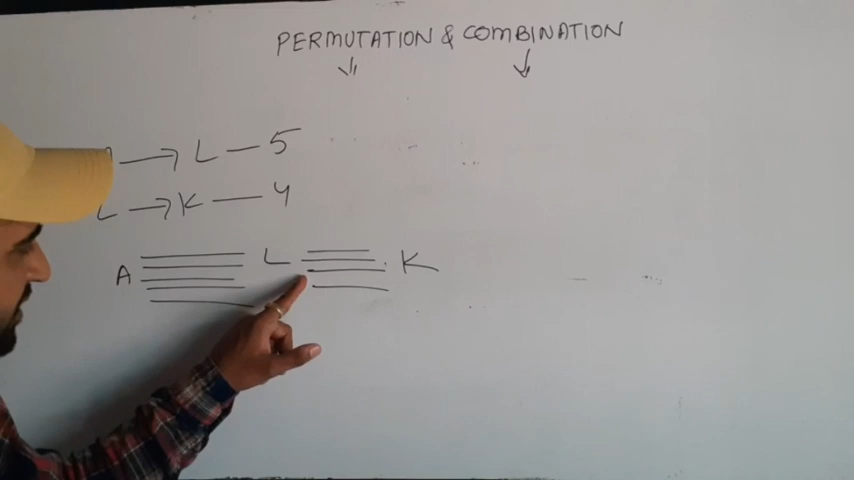 PERMUTATION & COMBINATION
→ L — 5
L → K — 4
A L K